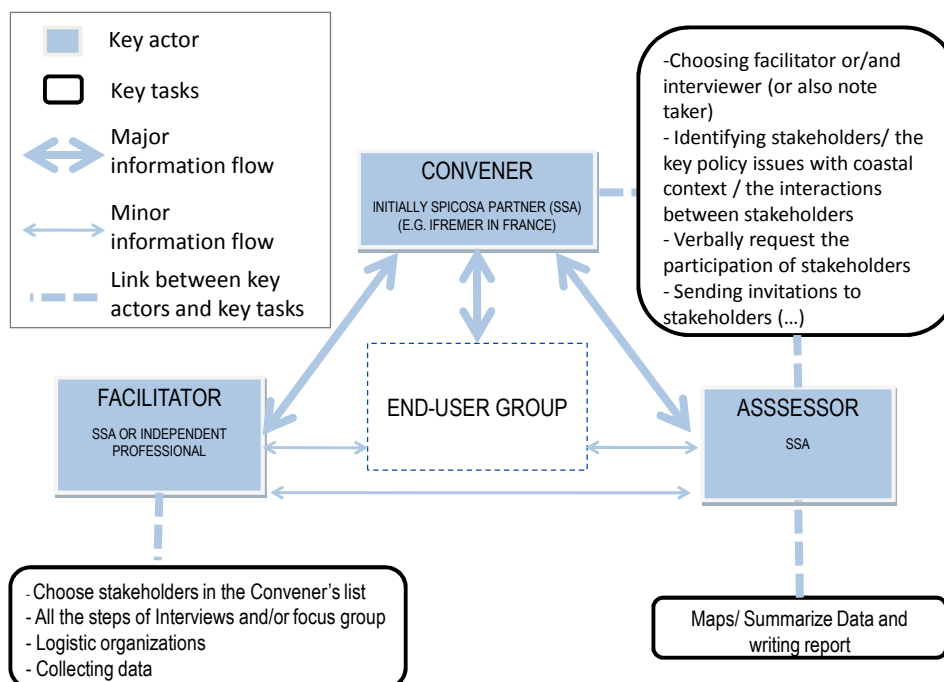 Key actor
Key tasks
Major
information flow
Minor
information flow
Link between key
actors and key tasks
-Choosing facilitator or/and
interviewer (or also note
taker)
- Identifying stakeholders/ the
key policy issues with coastal
context / the interactions
between stakeholders
- Verbally request the
participation of stakeholders
- Sending invitations to
stakeholders (...)
CONVENER
INITIALLY SPICOSA PARTNER (SSA)
(E.G. IFREMER IN FRANCE)
FACILITATOR
SSA OR INDEPENDENT
PROFESSIONAL
END-USER GROUP
ASSSESSOR
SSA
- Choose stakeholders in the Convener's list
- All the steps of Interviews and/or focus group
- Logistic organizations
- Collecting data
Maps/ Summarize Data and
writing report